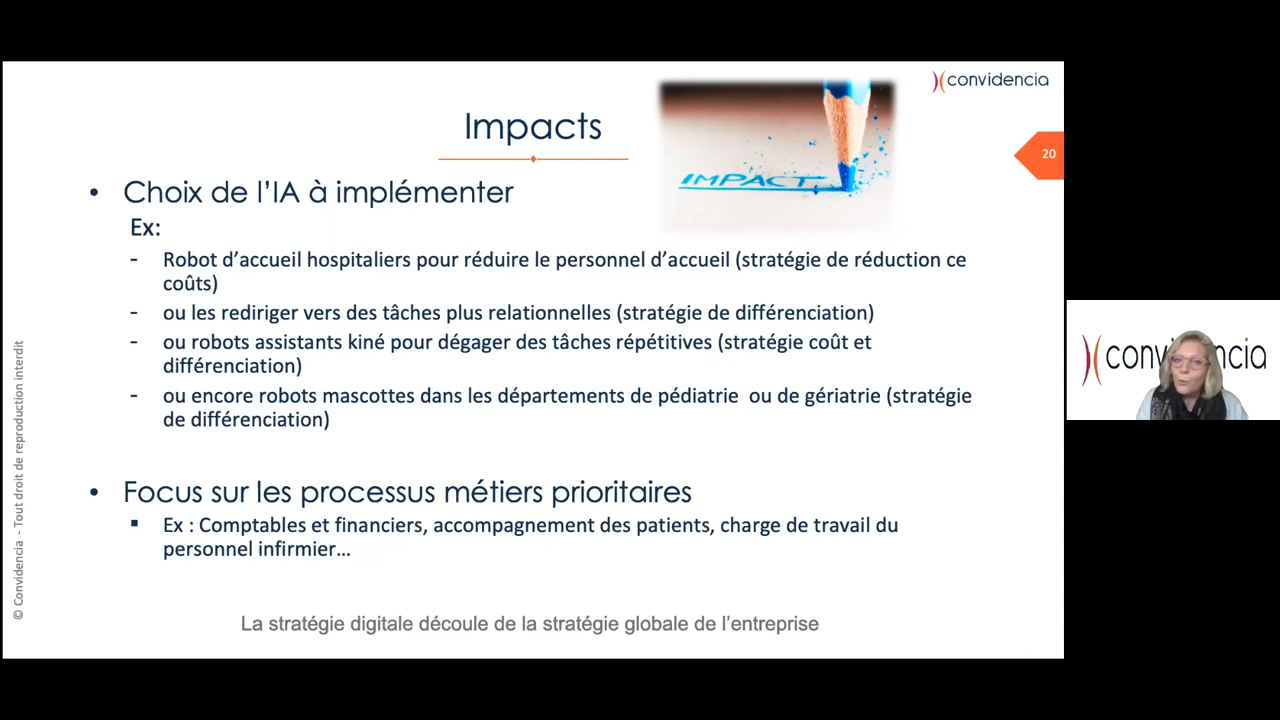 convidencia
Impacts
IMPACT
20
• Choix de l’IA à implémenter
Ex:
- Robot d’accueil hospitaliers pour réduire le personnel d’accueil (stratégie de réduction ce
coûts)
- ou les rediriger vers des tâches plus relationnelles (stratégie de différenciation)
- ou robots assistants kiné pour dégager des tâches répétitives (stratégie coût et
différenciation)
- ou encore robots mascottes dans les départements de pédiatrie ou de gériatrie (stratégie
de différenciation)
• Focus sur les processus métiers prioritaires
▪ Ex : Comptables et financiers, accompagnement des patients, charge de travail du
personnel infirmier…
La stratégie digitale découle de la stratégie globale de l’entreprise
© Convidencia - Tout droit de reproduction interdit
convidencia